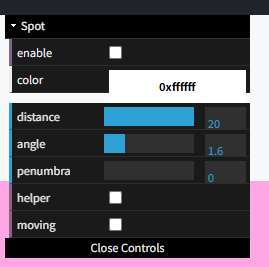 Spot
enable
color 0xffffff
distance 20
angle 1.6
penumbra 0
helper
moving
Close Controls